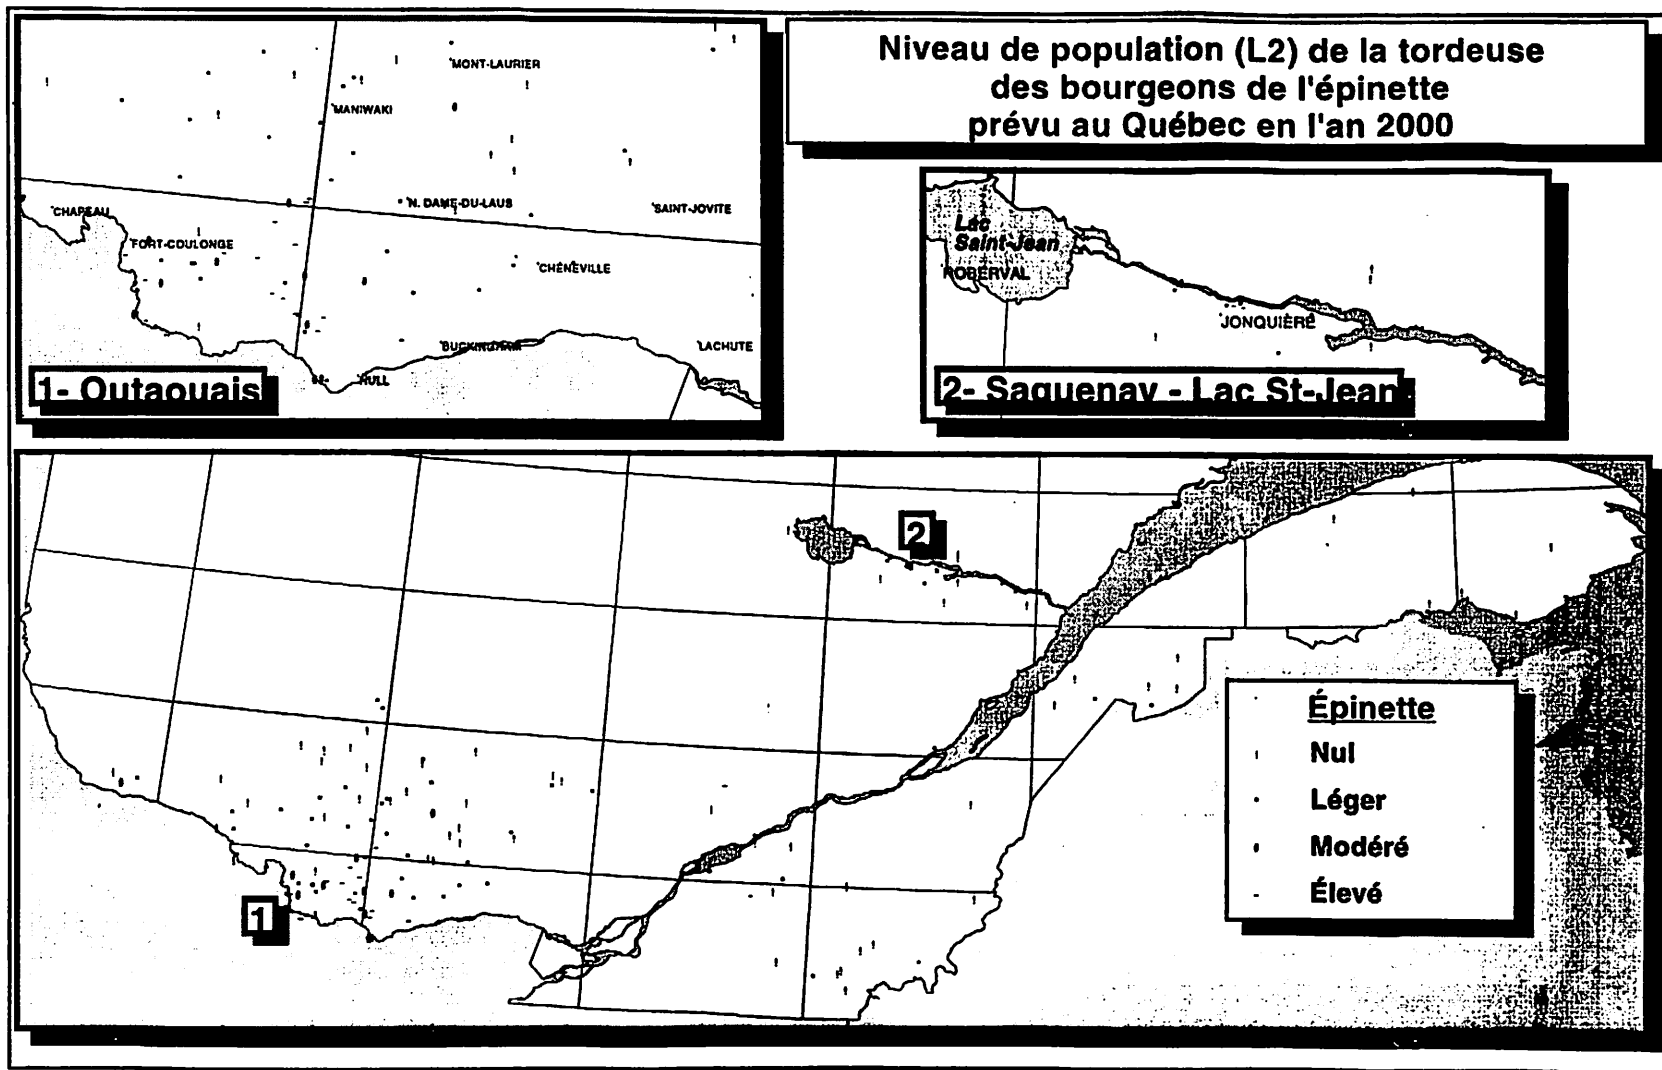 Niveau de population (L2) de la tordeuse
des bourgeons de l'épinette
prévu au Québec en l'an 2000
MONT-LAURIER
MANIWAKI
CHAPEAU
N. DAME-DU-LAUS
SAINT-JOVITE
FORT-COULONGE
CHÉNEVILLE
BUCKINGHAM
LACHUTE
HULL
1- Outaouais
Lac
Saint-Jean
ROBERVAL
JONQUIÈRE
2- Saguenay - Lac St-Jean
2
1
Épinette
Nul
Léger
Modéré
Élevé